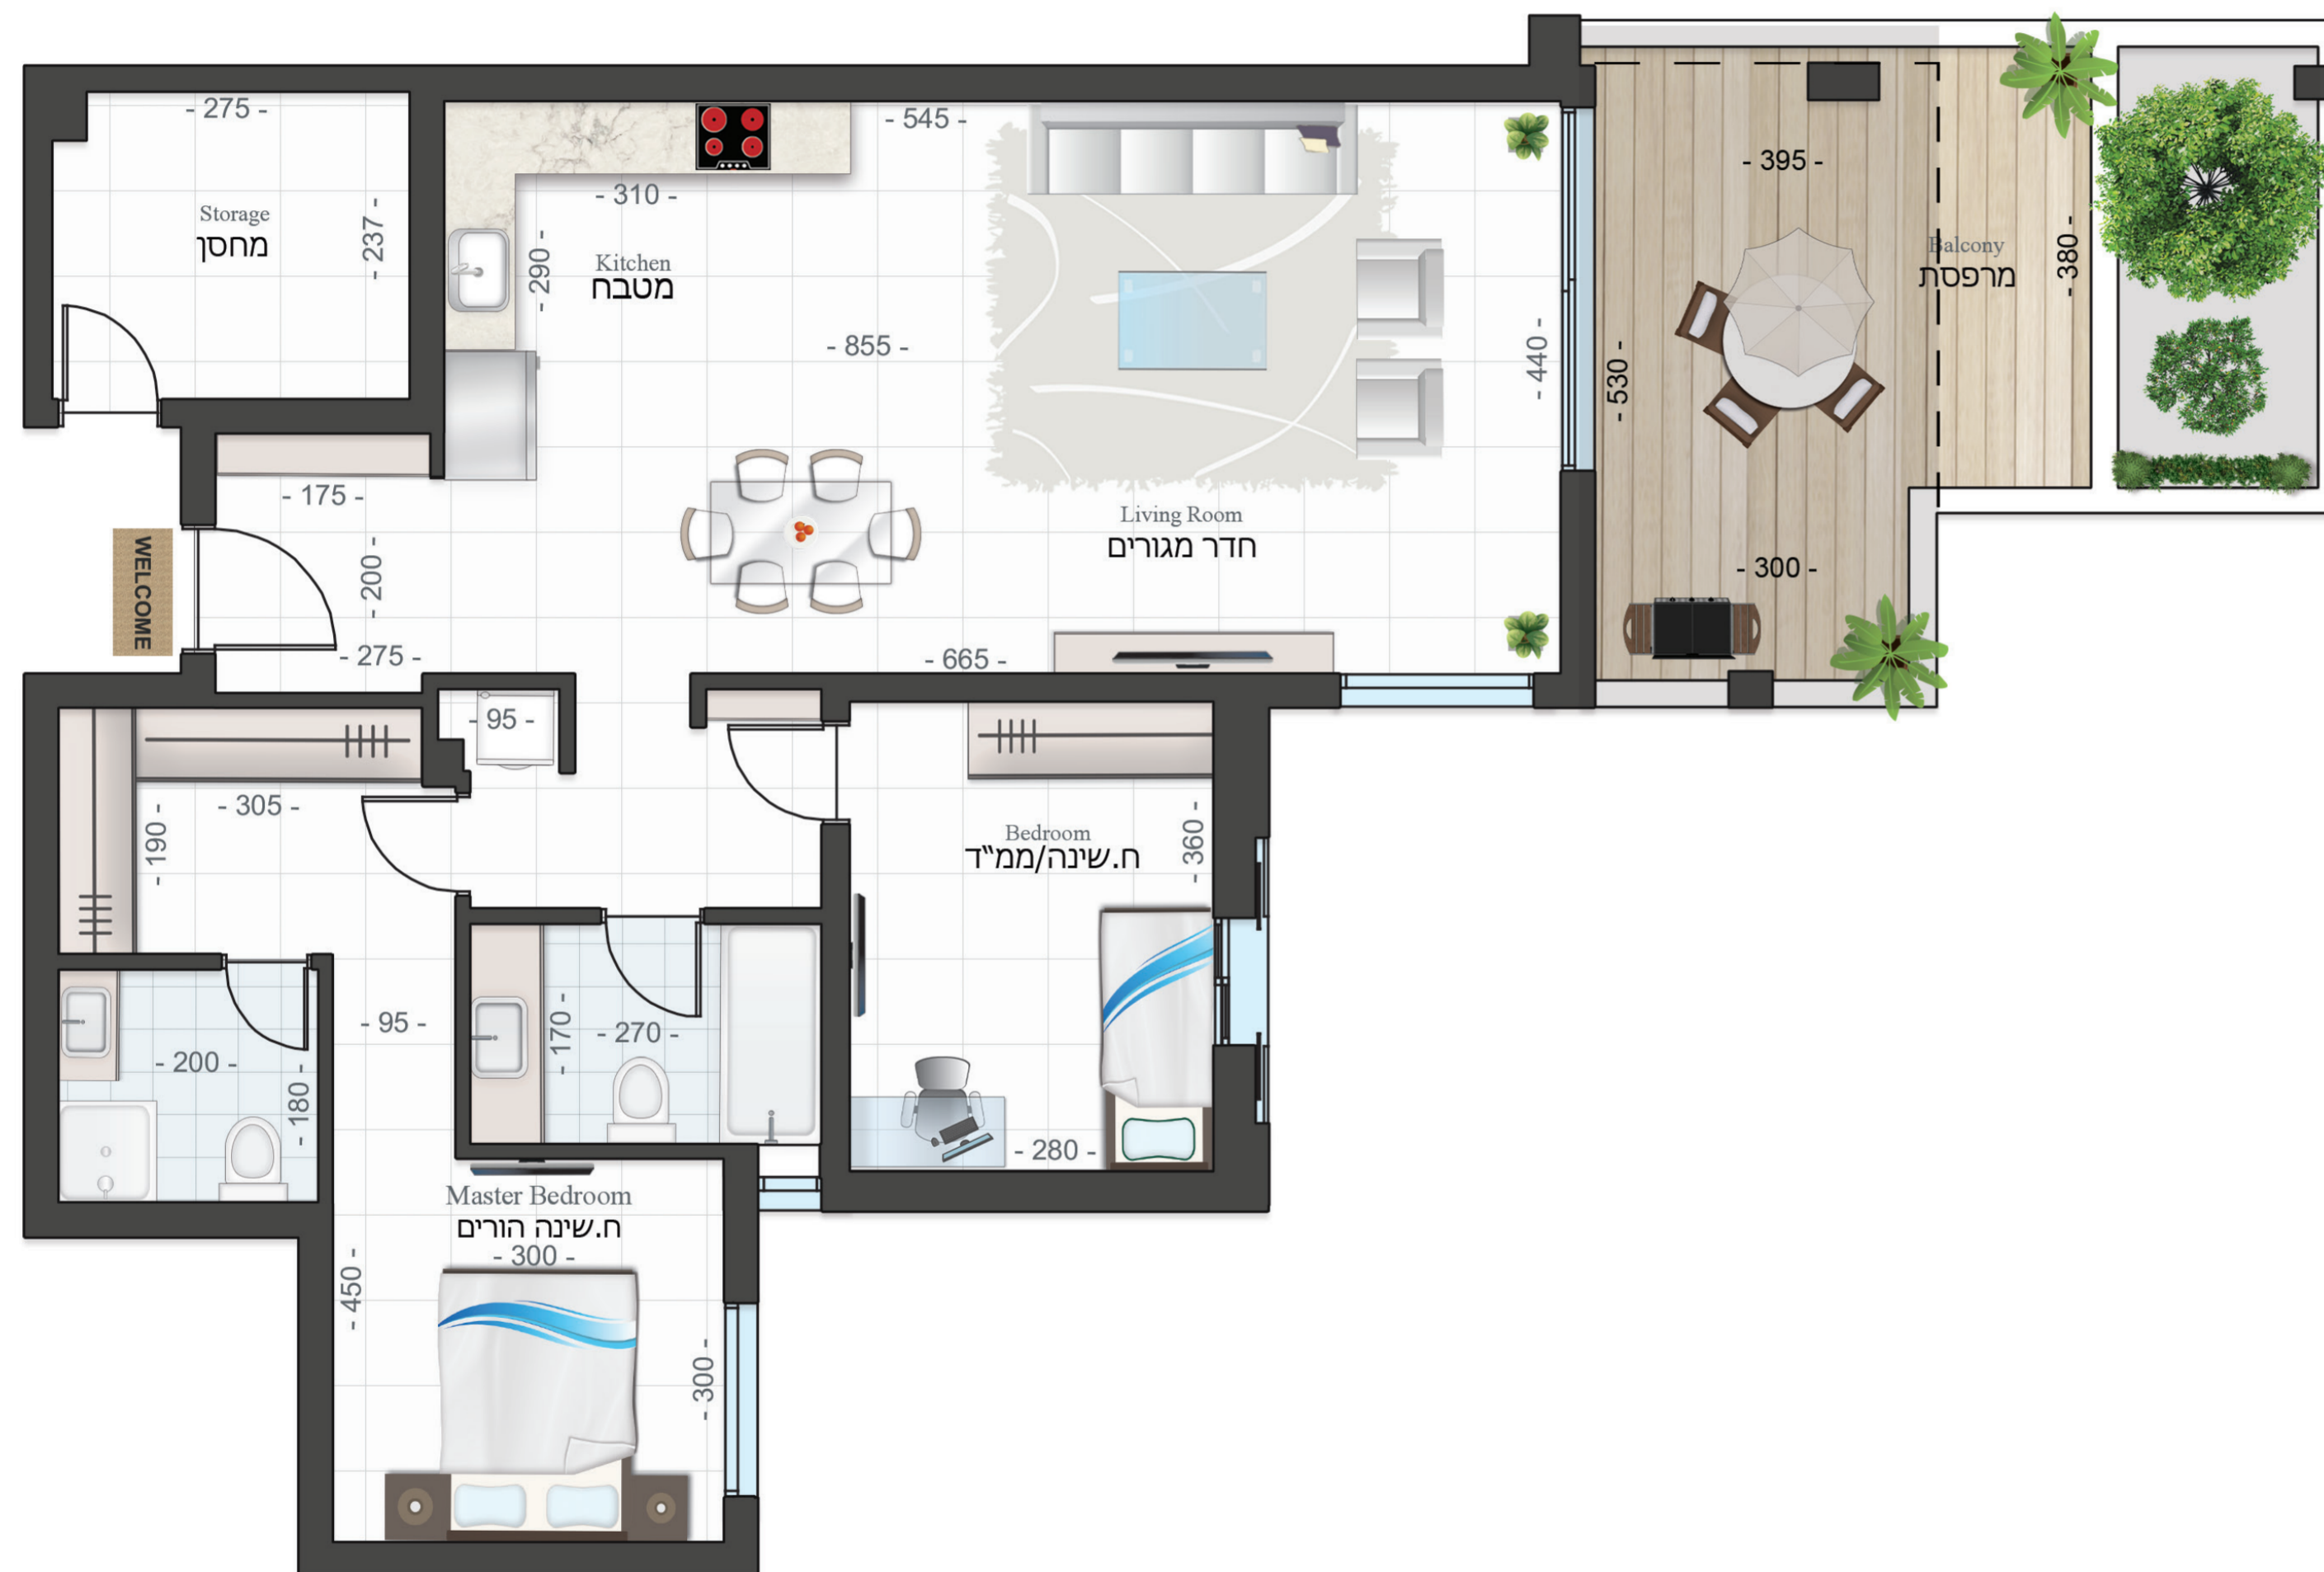 - 275 -
Storage
מחסן
- 237 -
- 545 -
- 310 -
- 290 -
Kitchen
מטבח
- 855 -
- 440 -
- 395 -
Balcony
מרפסת
- 380 -
- 530 -
- 300 -
Living Room
חדר מגורים
- 175 -
WELCOME
- 200 -
- 275 -
- 665 -
- 95 -
- 305 -
- 190 -
Bedroom
ח.שינה/ממ"ד
- 360 -
- 95 -
- 170 -
- 270 -
- 200 -
- 180 -
- 280 -
Master Bedroom
ח.שינה הורים
- 300 -
- 450 -
- 300 -